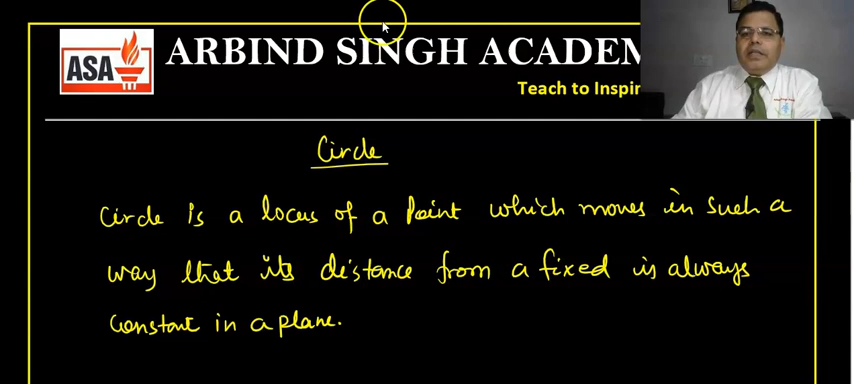 ASA
ARBIND SINGH ACADEM
Teach to Inspir
Circle
Circle is a locus of a point which moves in such a
way that its distance from a fixed is always
constant in a plane.